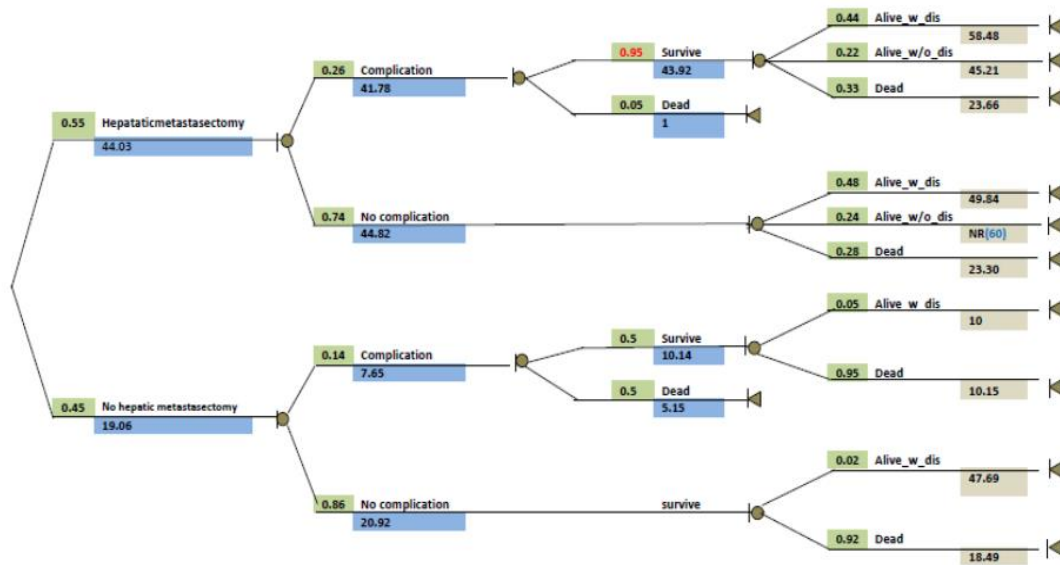 0.44 Alive_w_dis
58.48
0.95 Survive
43.92
0.22 Alive_w/o_dis
45.21
0.26 Complication
41.78
0.33 Dead
23.66
0.05 Dead
1
0.55 Hepataticmetastasectomy
44.03
0.48 Alive_w_dis
49.84
0.74 No complication
44.82
0.24 Alive_w/o_dis
NR(60)
0.28 Dead
23.30
0.05 Alive_w_dis
10
0.5 Survive
10.14
0.14 Complication
7.65
0.95 Dead
10.15
0.5 Dead
5.15
0.45 No hepatic metastasectomy
19.06
0.02 Alive_w_dis
47.69
0.86 No complication
20.92
survive
0.92 Dead
18.49